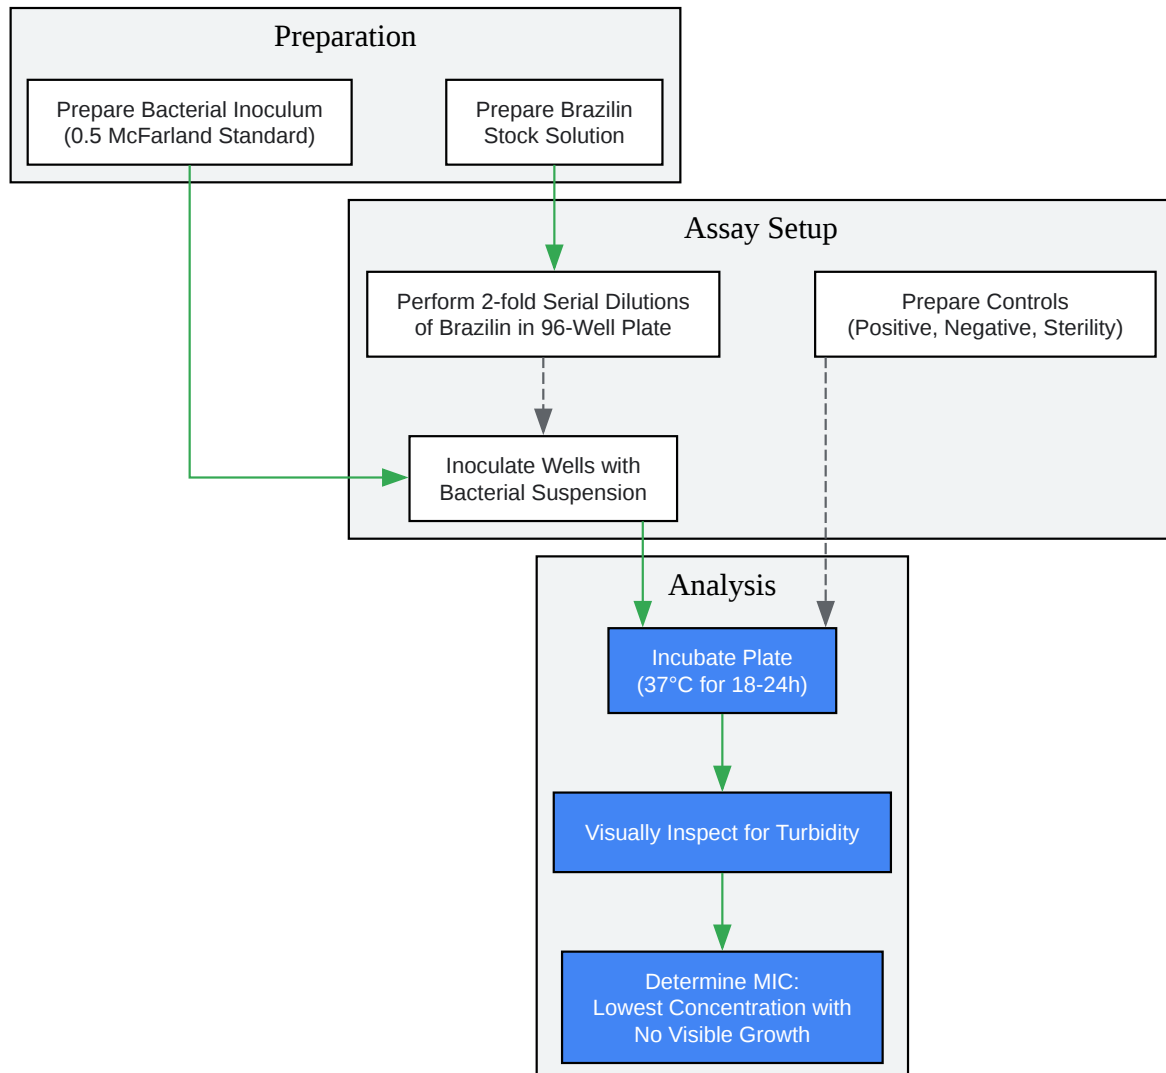 Preparation
Prepare Bacterial Inoculum
(0.5 McFarland Standard)
Prepare Brazilin
Stock Solution
Assay Setup
Perform 2-fold Serial Dilutions
of Brazilin in 96-Well Plate
Prepare Controls
(Positive, Negative, Sterility)
Inoculate Wells with
Bacterial Suspension
Analysis
Incubate Plate
(37°C for 18-24h)
Visually Inspect for Turbidity
Determine MIC:
Lowest Concentration with
No Visible Growth